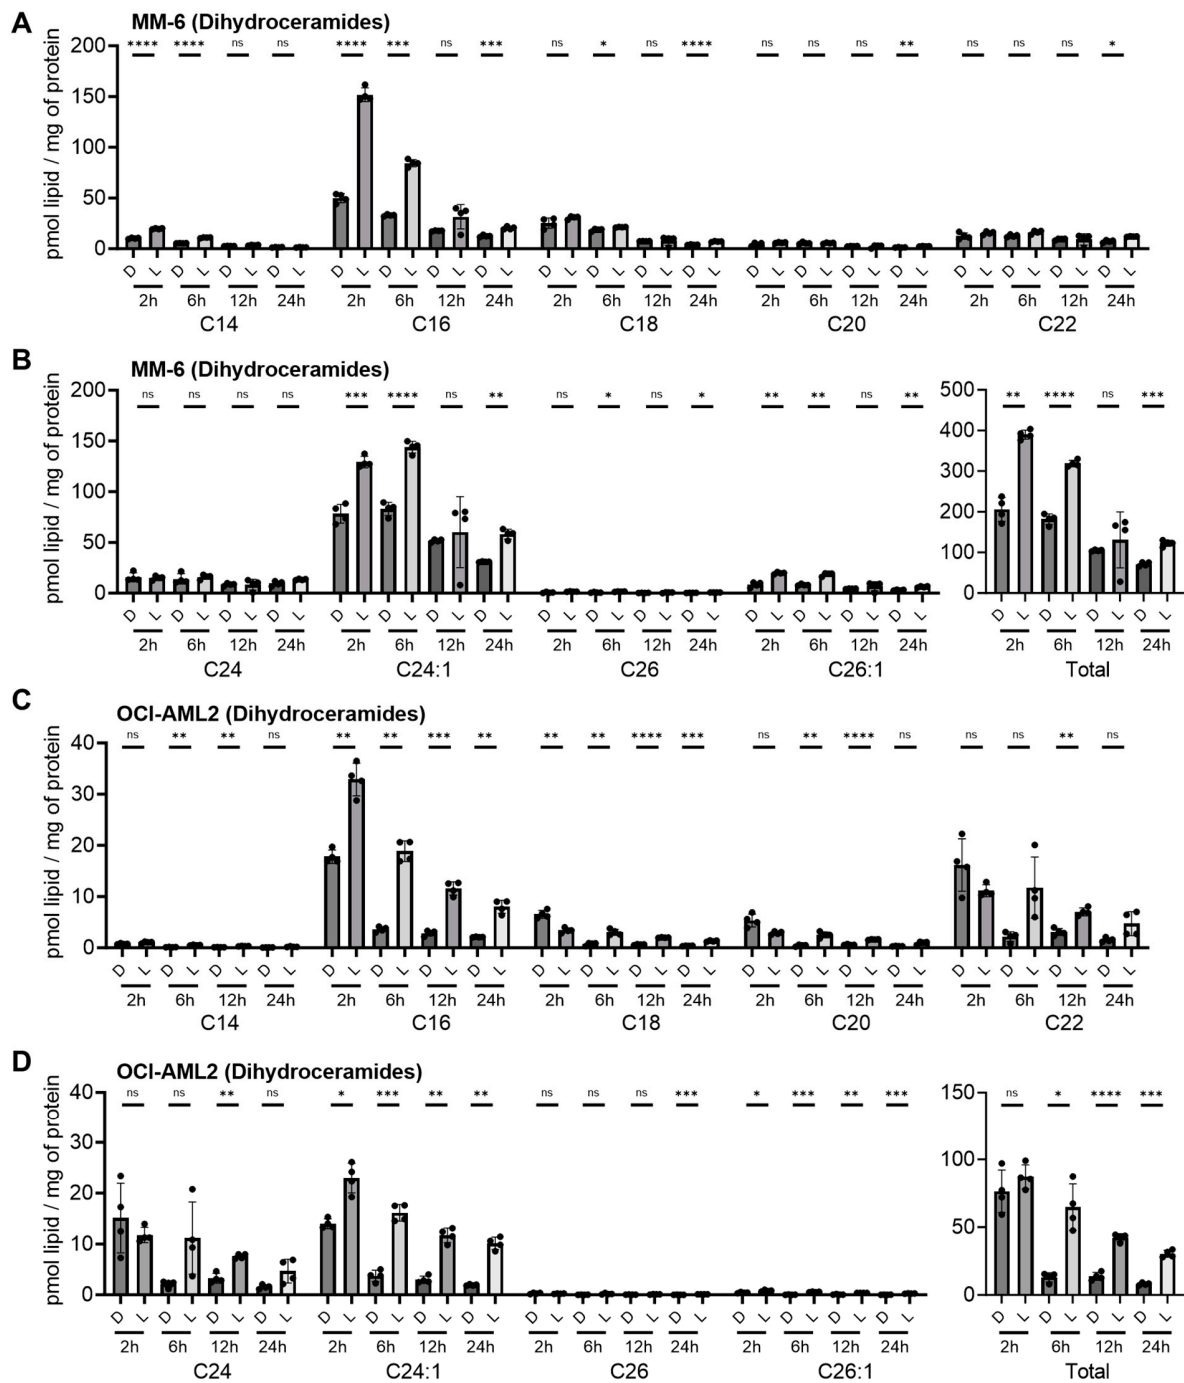 A
MM-6 (Dihydroceramides)
pmol lipid / mg of protein
200
150
100
50
0
**** **** ns ns **** *** ns *** ns * ns **** ns ns ns ** ns ns ns *
D L D L D L D L D L D L D L D L D L D L D L D L D L D L D L D L D L D L D L D L
2h 6h 12h 24h 2h 6h 12h 24h 2h 6h 12h 24h 2h 6h 12h 24h 2h 6h 12h 24h
C14 C16 C18 C20 C22
B
MM-6 (Dihydroceramides)
pmol lipid / mg of protein
200
150
100
50
0
ns ns ns ns *** **** ns ** ns * ns * ** ** ns **
500
400
300
200
100
0
** **** ns ***
D L D L D L D L D L D L D L D L D L D L D L D L D L D L D L D L D L D L D L D L
2h 6h 12h 24h 2h 6h 12h 24h 2h 6h 12h 24h 2h 6h 12h 24h 2h 6h 12h 24h
C24 C24:1 C26 C26:1 Total
C
OCI-AML2 (Dihydroceramides)
pmol lipid / mg of protein
40
30
20
10
0
ns ** ** ns ** ** *** ** ** ** **** *** ns ** **** ns ns ns ** ns
D L D L D L D L D L D L D L D L D L D L D L D L D L D L D L D L D L D L D L D L
2h 6h 12h 24h 2h 6h 12h 24h 2h 6h 12h 24h 2h 6h 12h 24h 2h 6h 12h 24h
C14 C16 C18 C20 C22
D
OCI-AML2 (Dihydroceramides)
pmol lipid / mg of protein
40
30
20
10
0
ns ns ** ns * *** ** ** ns ns ns *** * *** ** ***
150
100
50
0
ns * **** ***
D L D L D L D L D L D L D L D L D L D L D L D L D L D L D L D L D L D L D L D L
2h 6h 12h 24h 2h 6h 12h 24h 2h 6h 12h 24h 2h 6h 12h 24h 2h 6h 12h 24h
C24 C24:1 C26 C26:1 Total